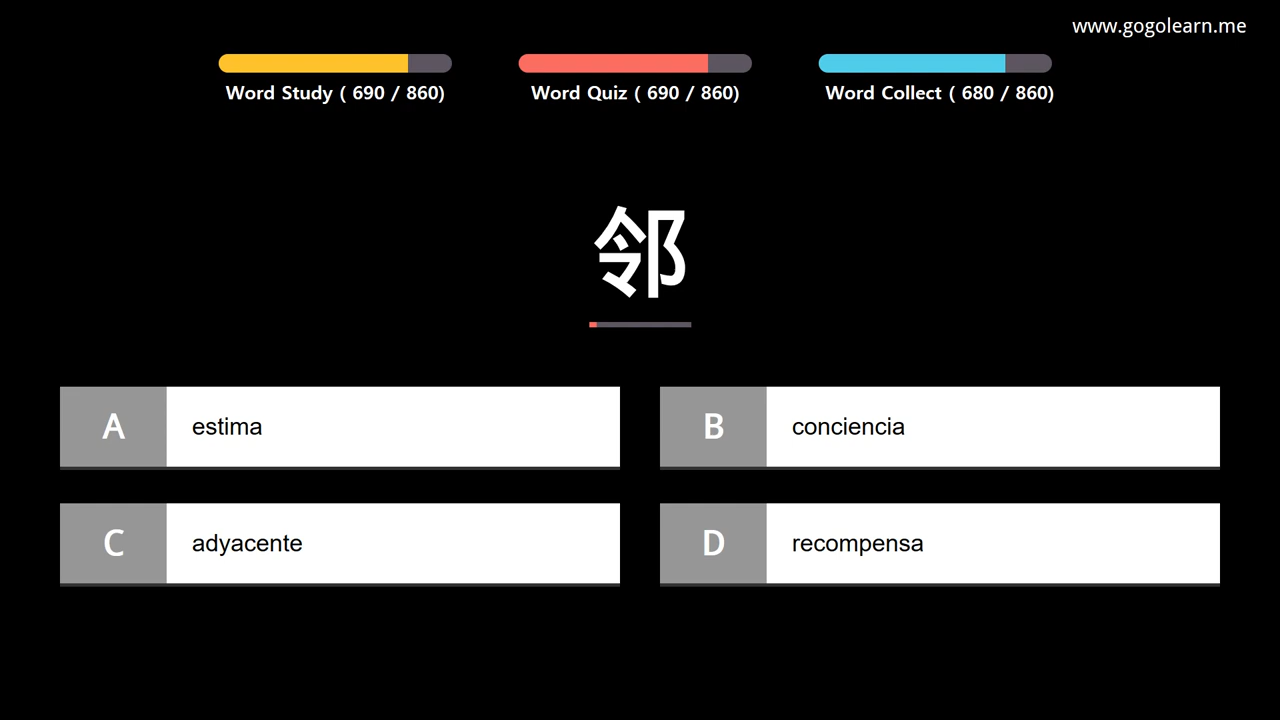 www.gogolearn.me
Word Study ( 690 / 860)
Word Quiz ( 690 / 860)
Word Collect ( 680 / 860)
邻
A estima
B conciencia
C adyacente
D recompensa